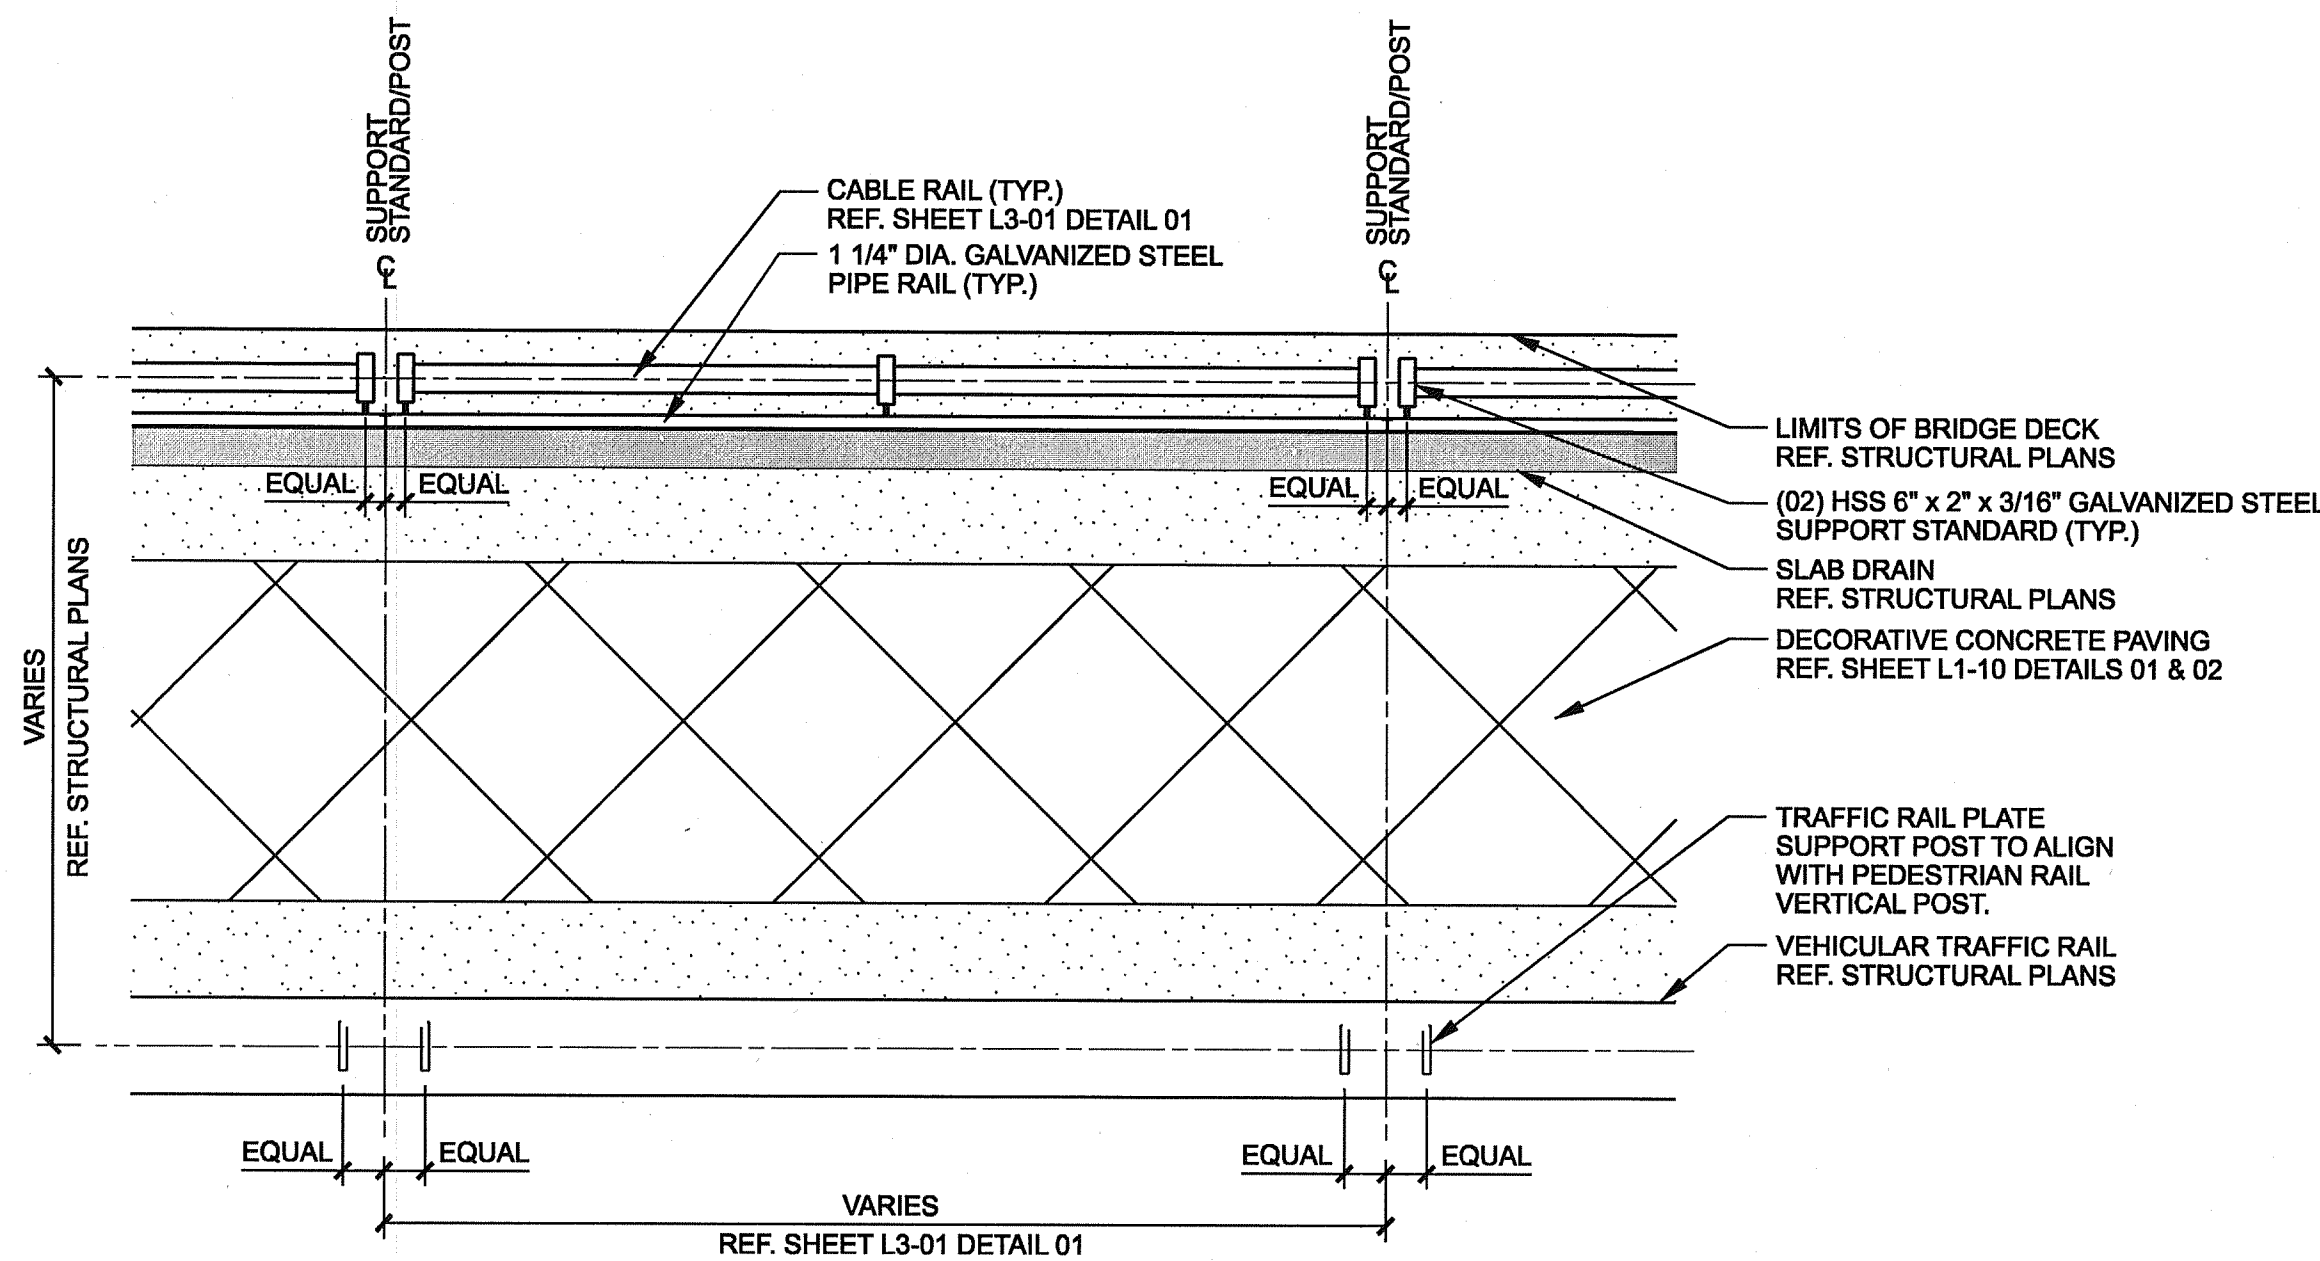 SUPPORT
STANDARD/POST
CL
SUPPORT
STANDARD/POST
CL
CABLE RAIL (TYP.)
REF. SHEET L3-01 DETAIL 01
1 1/4" DIA. GALVANIZED STEEL
PIPE RAIL (TYP.)
LIMITS OF BRIDGE DECK
REF. STRUCTURAL PLANS
(02) HSS 6" x 2" x 3/16" GALVANIZED STEEL
SUPPORT STANDARD (TYP.)
SLAB DRAIN
REF. STRUCTURAL PLANS
DECORATIVE CONCRETE PAVING
REF. SHEET L1-10 DETAILS 01 & 02
TRAFFIC RAIL PLATE
SUPPORT POST TO ALIGN
WITH PEDESTRIAN RAIL
VERTICAL POST.
VEHICULAR TRAFFIC RAIL
REF. STRUCTURAL PLANS
EQUAL EQUAL
EQUAL EQUAL
VARIES
REF. STRUCTURAL PLANS
EQUAL EQUAL
EQUAL EQUAL
VARIES
REF. SHEET L3-01 DETAIL 01